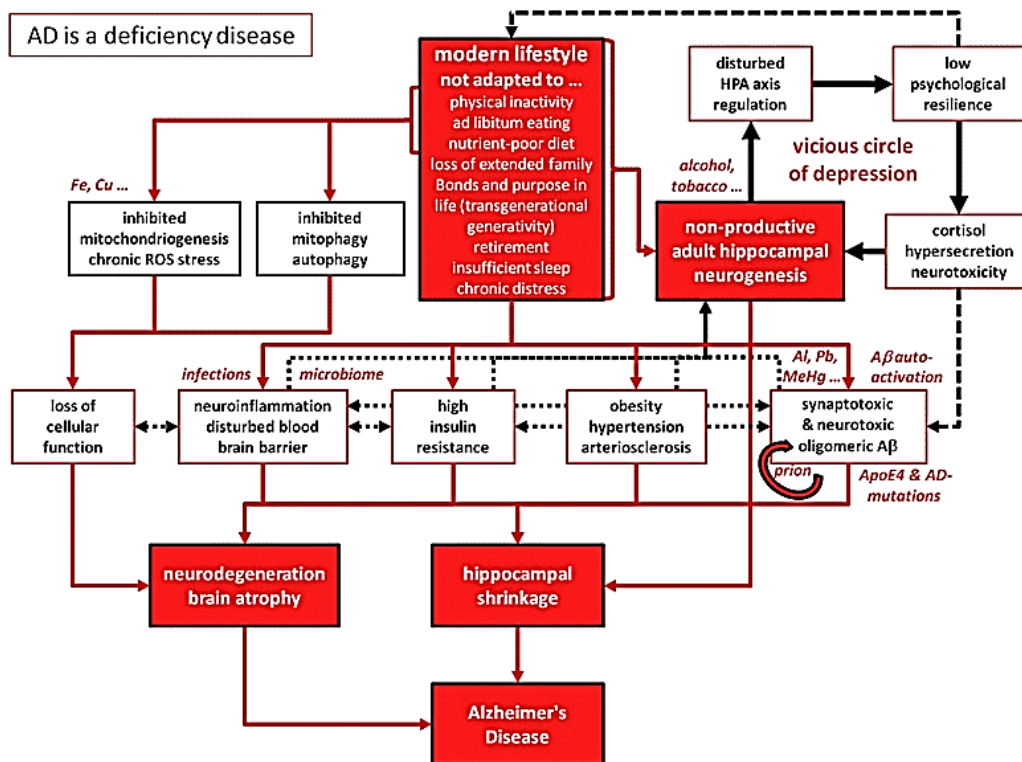 AD is a deficiency disease
modern lifestyle
not adapted to ...
physical inactivity
ad libitum eating
nutrient-poor diet
loss of extended family
Bonds and purpose in
life (transgenerational
generativity)
retirement
insufficient sleep
chronic distress
disturbed
HPA axis
regulation
low
psychological
resilience
vicious circle
of depression
alcohol,
tobacco ...
Fe, Cu ...
inhibited
mitochondriogenesis
chronic ROS stress
inhibited
mitophagy
autophagy
non-productive
adult hippocampal
neurogenesis
cortisol
hypersecretion
neurotoxicity
infections
microbiome
Al, Pb,
MeHg ...
Aβ auto-
activation
loss of
cellular
function
neuroinflammation
disturbed blood
brain barrier
high
insulin
resistance
obesity
hypertension
arteriosclerosis
synaptotoxic
& neurotoxic
oligomeric Aβ
prion
ApoE4 & AD-
mutations
neurodegeneration
brain atrophy
hippocampal
shrinkage
Alzheimer's
Disease